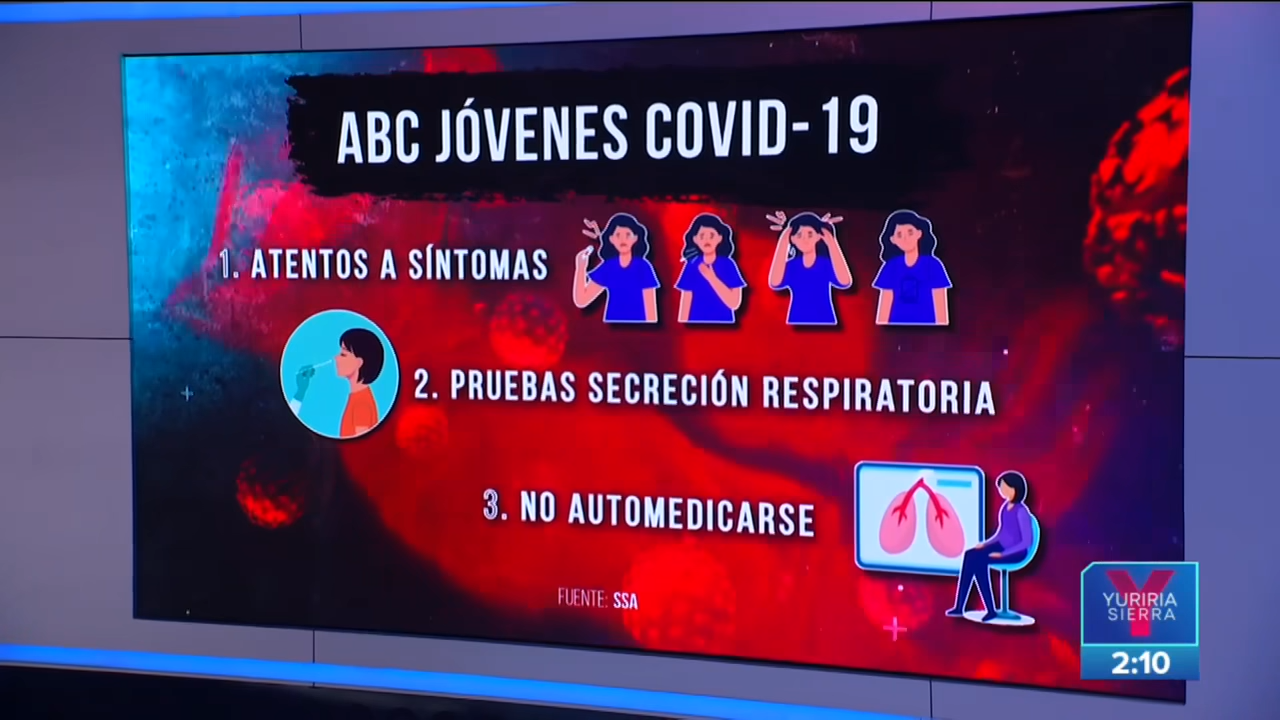 ABC JÓVENES COVID-19
1. ATENTOS A SÍNTOMAS
2. PRUEBAS SECRECIÓN RESPIRATORIA
3. NO AUTOMEDICARSE
FUENTE: SSA
Y
YURIRIA
SIERRA
2:10